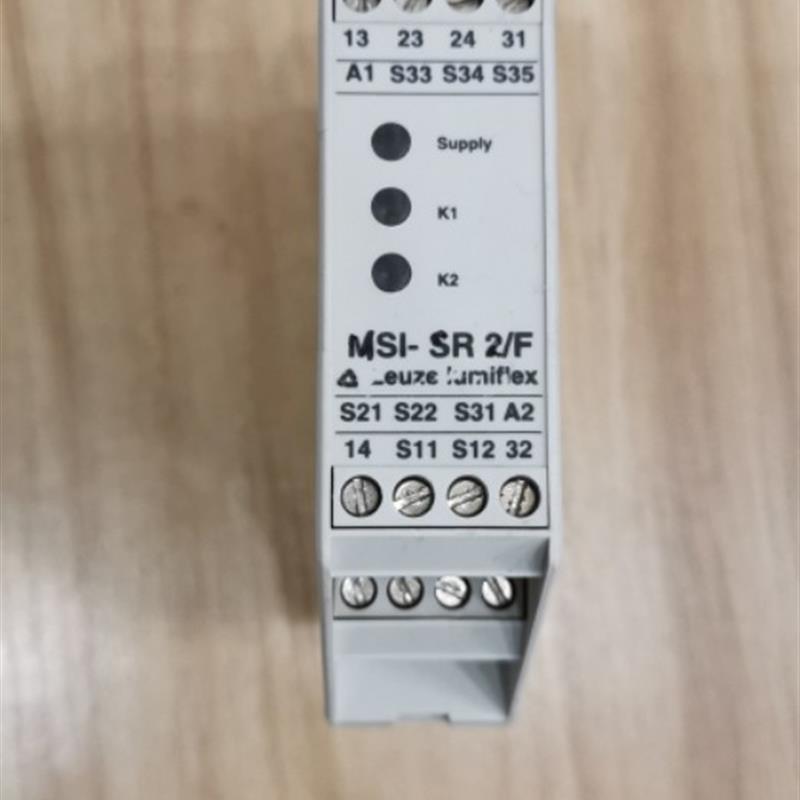 13 23 24 31
A1 S33 S34 S35
Supply
K1
K2
MSI- SR 2/F
Leuze lumiflex
S21 S22 S31 A2
14 S11 S12 32